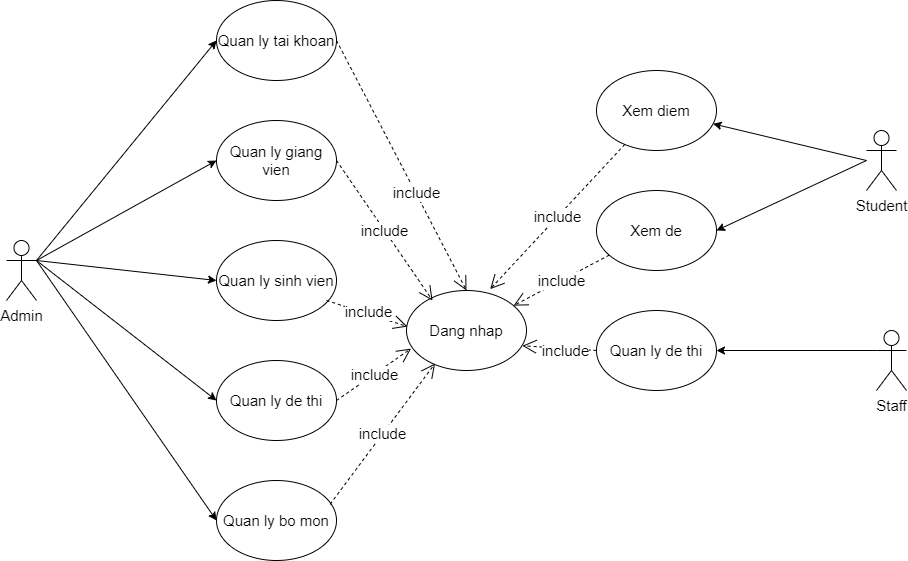 Quan ly tai khoan
Quan ly giang
vien
Quan ly sinh vien
Quan ly de thi
Quan ly bo mon
Admin
include
include
include
include
include
Dang nhap
include
include
include
Xem diem
Xem de
Quan ly de thi
Student
Staff